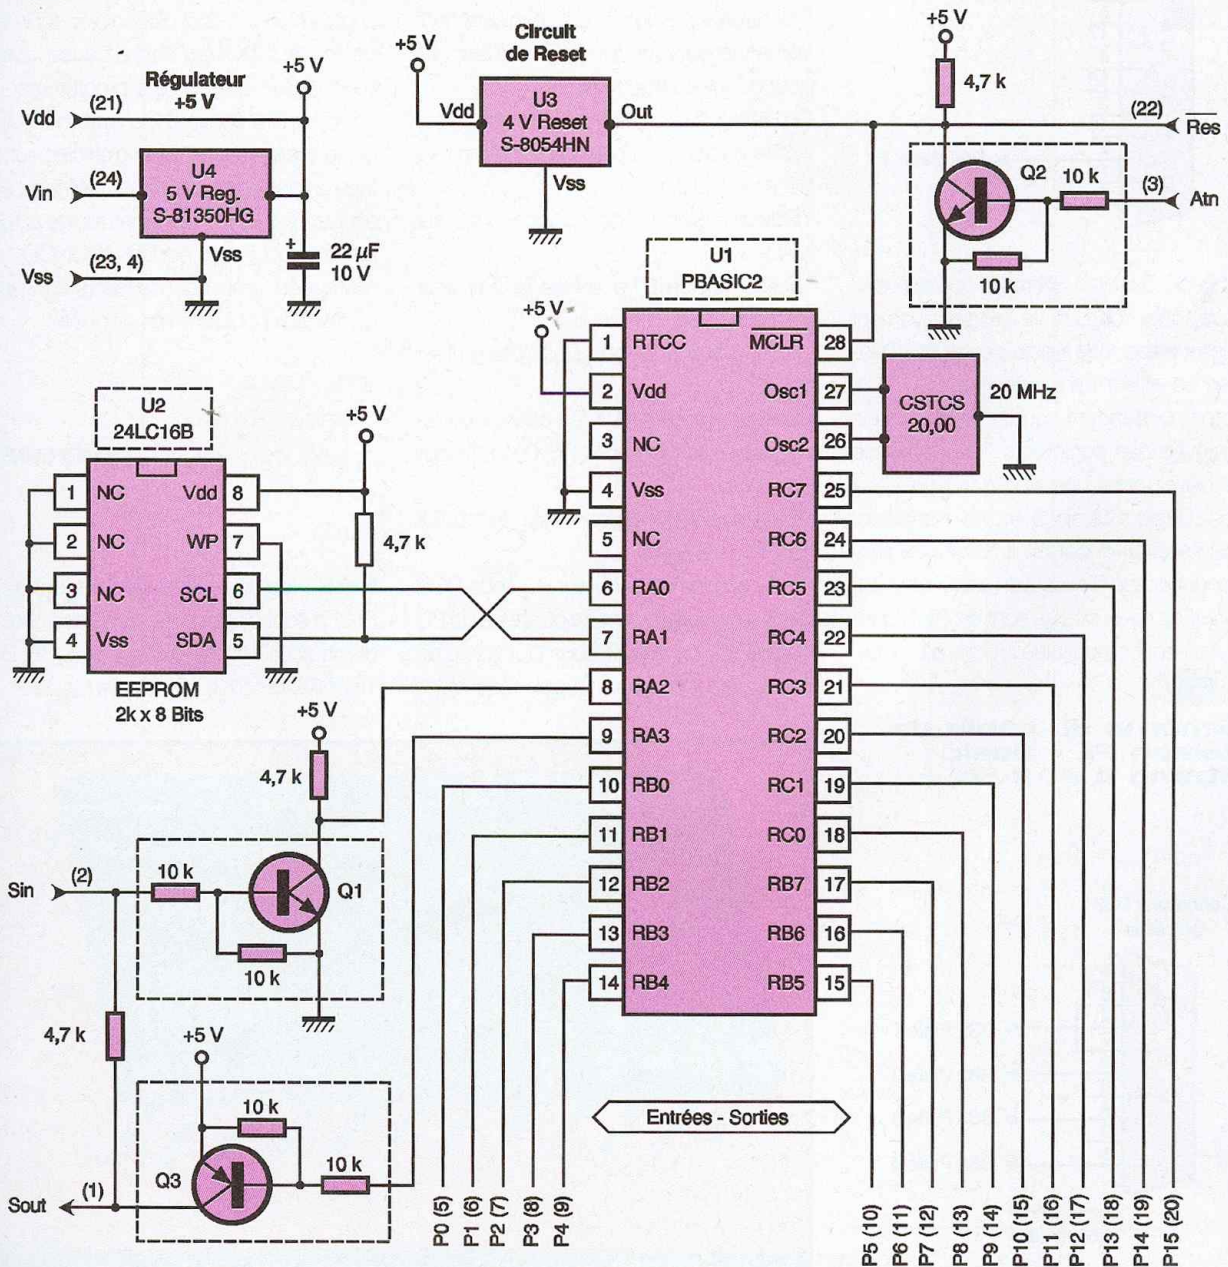 Circuit
de Reset
+5 V
+5 V
+5 V
Régulateur
+5 V
4,7 k
Vdd
(21)
Vdd
U3
4 V Reset
S-8054HN
Out
(22)
Res
Vss
Vin
(24)
U4
5 V Reg.
S-81350HG
Vss
22 µF
10 V
Vss
(23, 4)
Q2
10 k
(3)
Atn
10 k
U1
PBASIC2
+5 V
1 RTCC MCLR 28
2 Vdd Osc1 27
3 NC Osc2 26
4 Vss RC7 25
5 NC RC6 24
6 RA0 RC5 23
7 RA1 RC4 22
8 RA2 RC3 21
9 RA3 RC2 20
10 RB0 RC1 19
11 RB1 RC0 18
12 RB2 RB7 17
13 RB3 RB6 16
14 RB4 RB5 15
CSTCS
20,00
20 MHz
U2
24LC16B
+5 V
1 NC Vdd 8
2 NC WP 7
3 NC SCL 6
4 Vss SDA 5
4,7 k
EEPROM
2k x 8 Bits
+5 V
4,7 k
Sin
(2)
10 k
Q1
10 k
4,7 k
+5 V
10 k
Q3
10 k
Sout
(1)
Entrées - Sorties
P0 (5)
P1 (6)
P2 (7)
P3 (8)
P4 (9)
P5 (10)
P6 (11)
P7 (12)
P8 (13)
P9 (14)
P10 (15)
P11 (16)
P12 (17)
P13 (18)
P14 (19)
P15 (20)